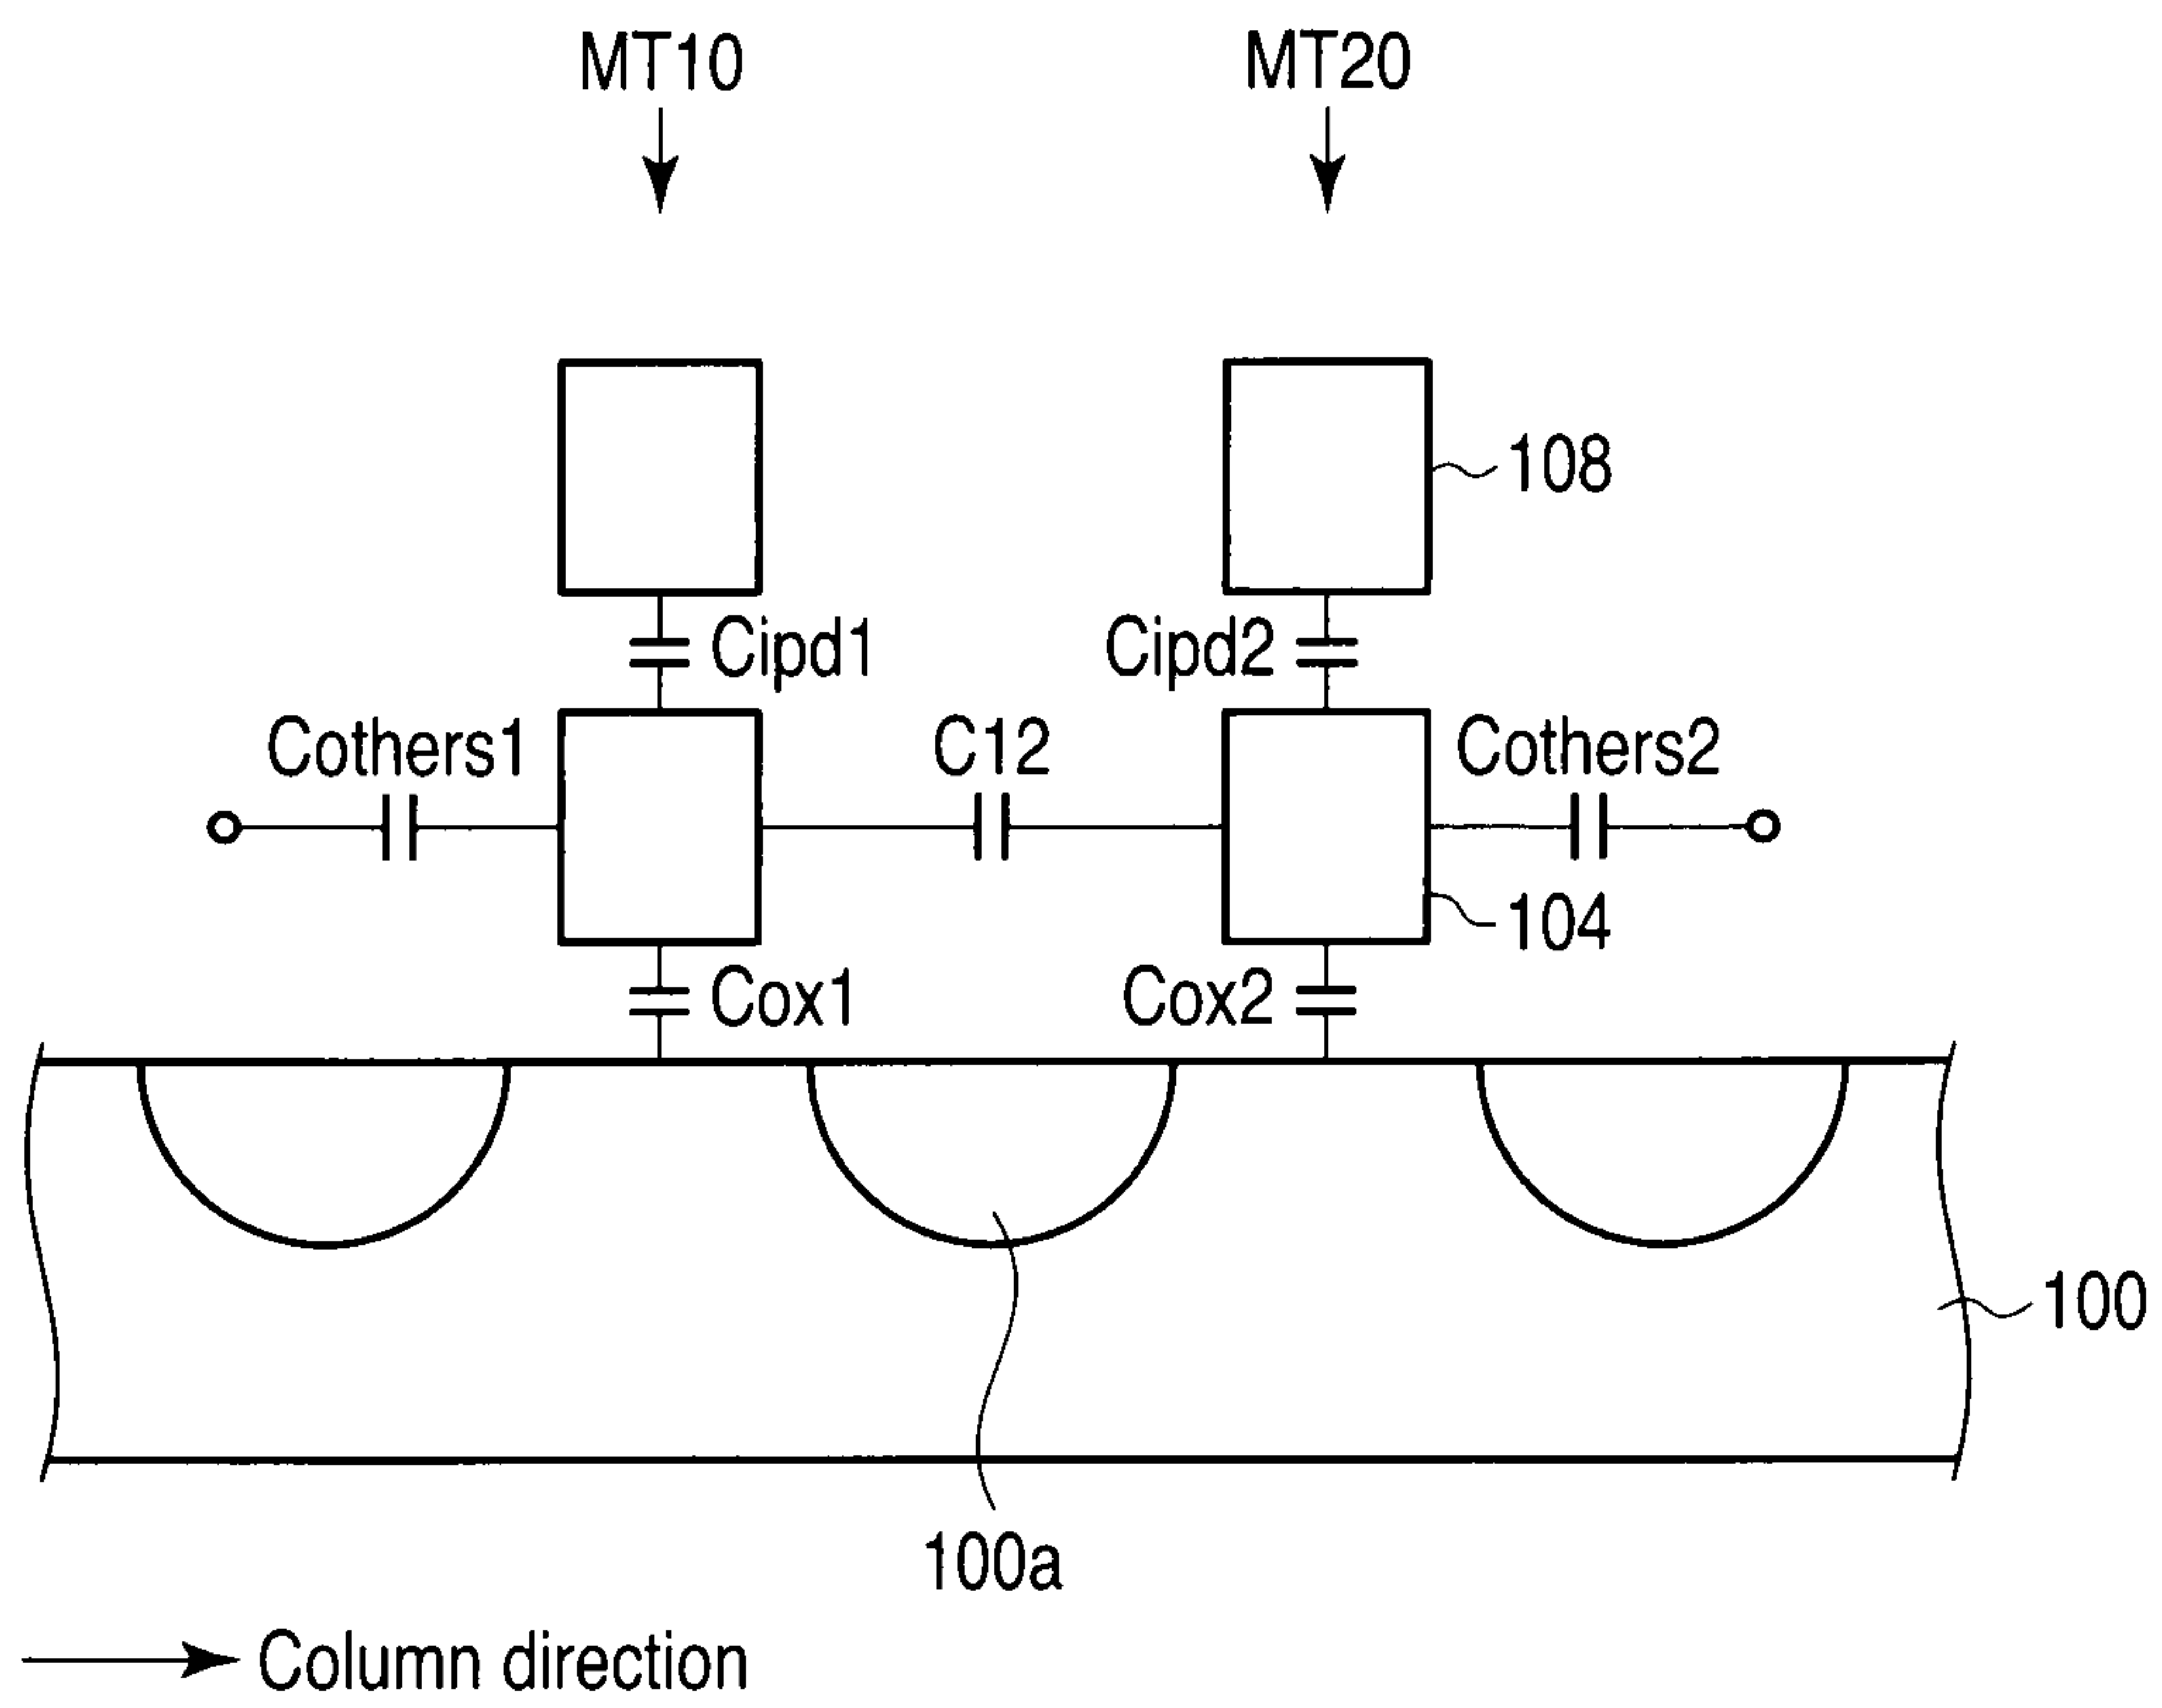 MT10
MT20
108
Cipd1
Cipd2
Cothers1
C12
Cothers2
104
Cox1
Cox2
100
100a
Column direction